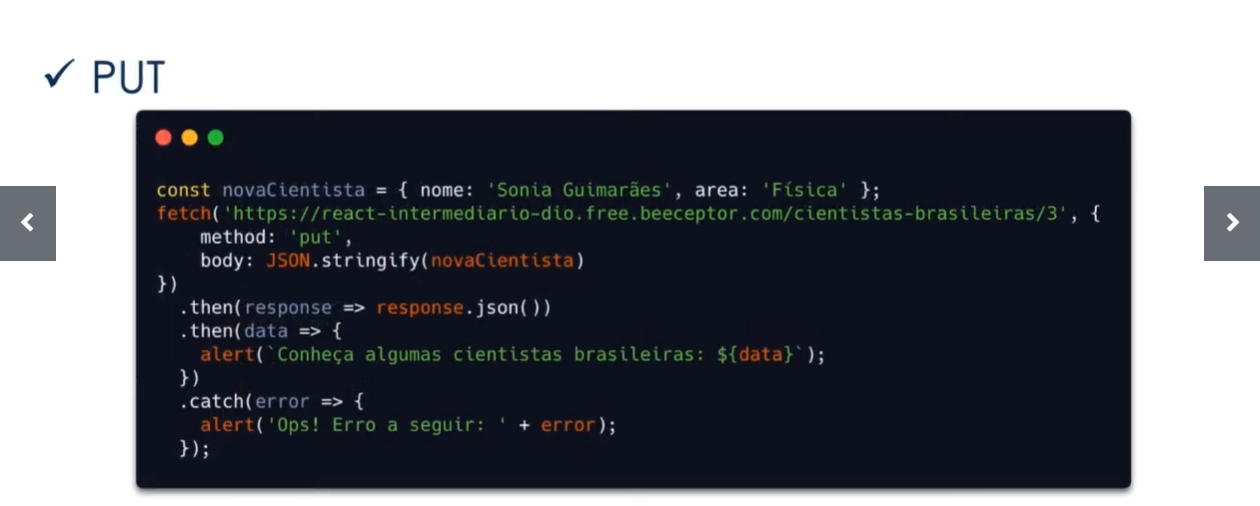 ✓ PUT
const novaCientista = { nome: 'Sonia Guimarães', area: 'Física' };
fetch('https://react-intermediario-dio.free.beeceptor.com/cientistas-brasileiras/3', {
    method: 'put',
    body: JSON.stringify(novaCientista)
})
  .then(response => response.json())
  .then(data => {
    alert(`Conheça algumas cientistas brasileiras: ${data}`);
  })
  .catch(error => {
    alert('Ops! Erro a seguir: ' + error);
  });